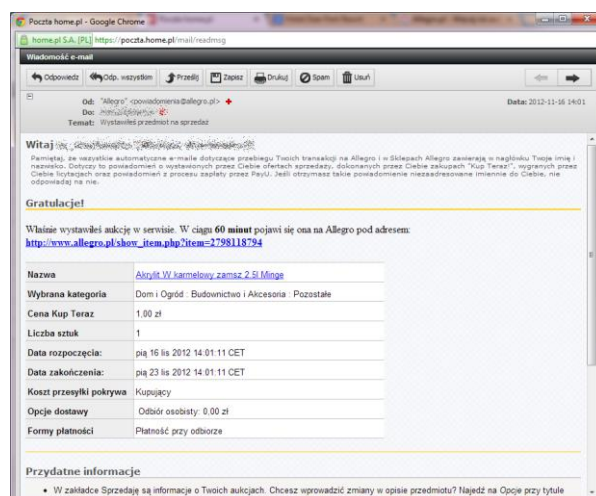 Poczta home.pl - Google Chrome
home.pl S.A. [PL] https://poczta.home.pl/mail/readmsg
Wiadomość e-mail
Odpowiedz Odp. wszystkim Prześlij Zapisz Drukuj Spam Usuń
Od: "Allegro" <powiadomienia@allegro.pl> Data: 2012-11-16 14:01
Do:
Temat: Wystawiłeś przedmiot na sprzedaż
Witaj
Pamiętaj, że wszystkie automatyczne e-maile dotyczące przebiegu Twoich transakcji na Allegro i w Sklepach Allegro zawierają w nagłówku Twoje imię i
nazwisko. Dotyczy to powiadomień o wystawionych przez Ciebie ofertach sprzedaży, dokonanych przez Ciebie zakupach "Kup Teraz!", wygranych przez
Ciebie licytacjach oraz powiadomień z procesu zapłaty przez PayU. Jeśli otrzymasz takie powiadomienie niezaadresowane imiennie do Ciebie, nie
odpowiadaj na nie.
Gratulacje!
Właśnie wystawiłeś aukcję w serwisie. W ciągu 60 minut pojawi się ona na Allegro pod adresem:
http://www.allegro.pl/show_item.php?item=2798118794
Nazwa Akrylit W karmelowy zamsz 2.5l Minge
Wybrana kategoria Dom i Ogród : Budownictwo i Akcesoria : Pozostałe
Cena Kup Teraz 1,00 zł
Liczba sztuk 1
Data rozpoczęcia: pią 16 lis 2012 14:01:11 CET
Data zakończenia: pią 23 lis 2012 14:01:11 CET
Koszt przesyłki pokrywa Kupujący
Opcje dostawy Odbiór osobisty: 0,00 zł
Formy płatności Płatność przy odbiorze
Przydatne informacje
W zakładce Sprzedaję są informacje o Twoich aukcjach. Chcesz wprowadzić zmiany w opisie przedmiotu? Najedź na Opcje przy tytule